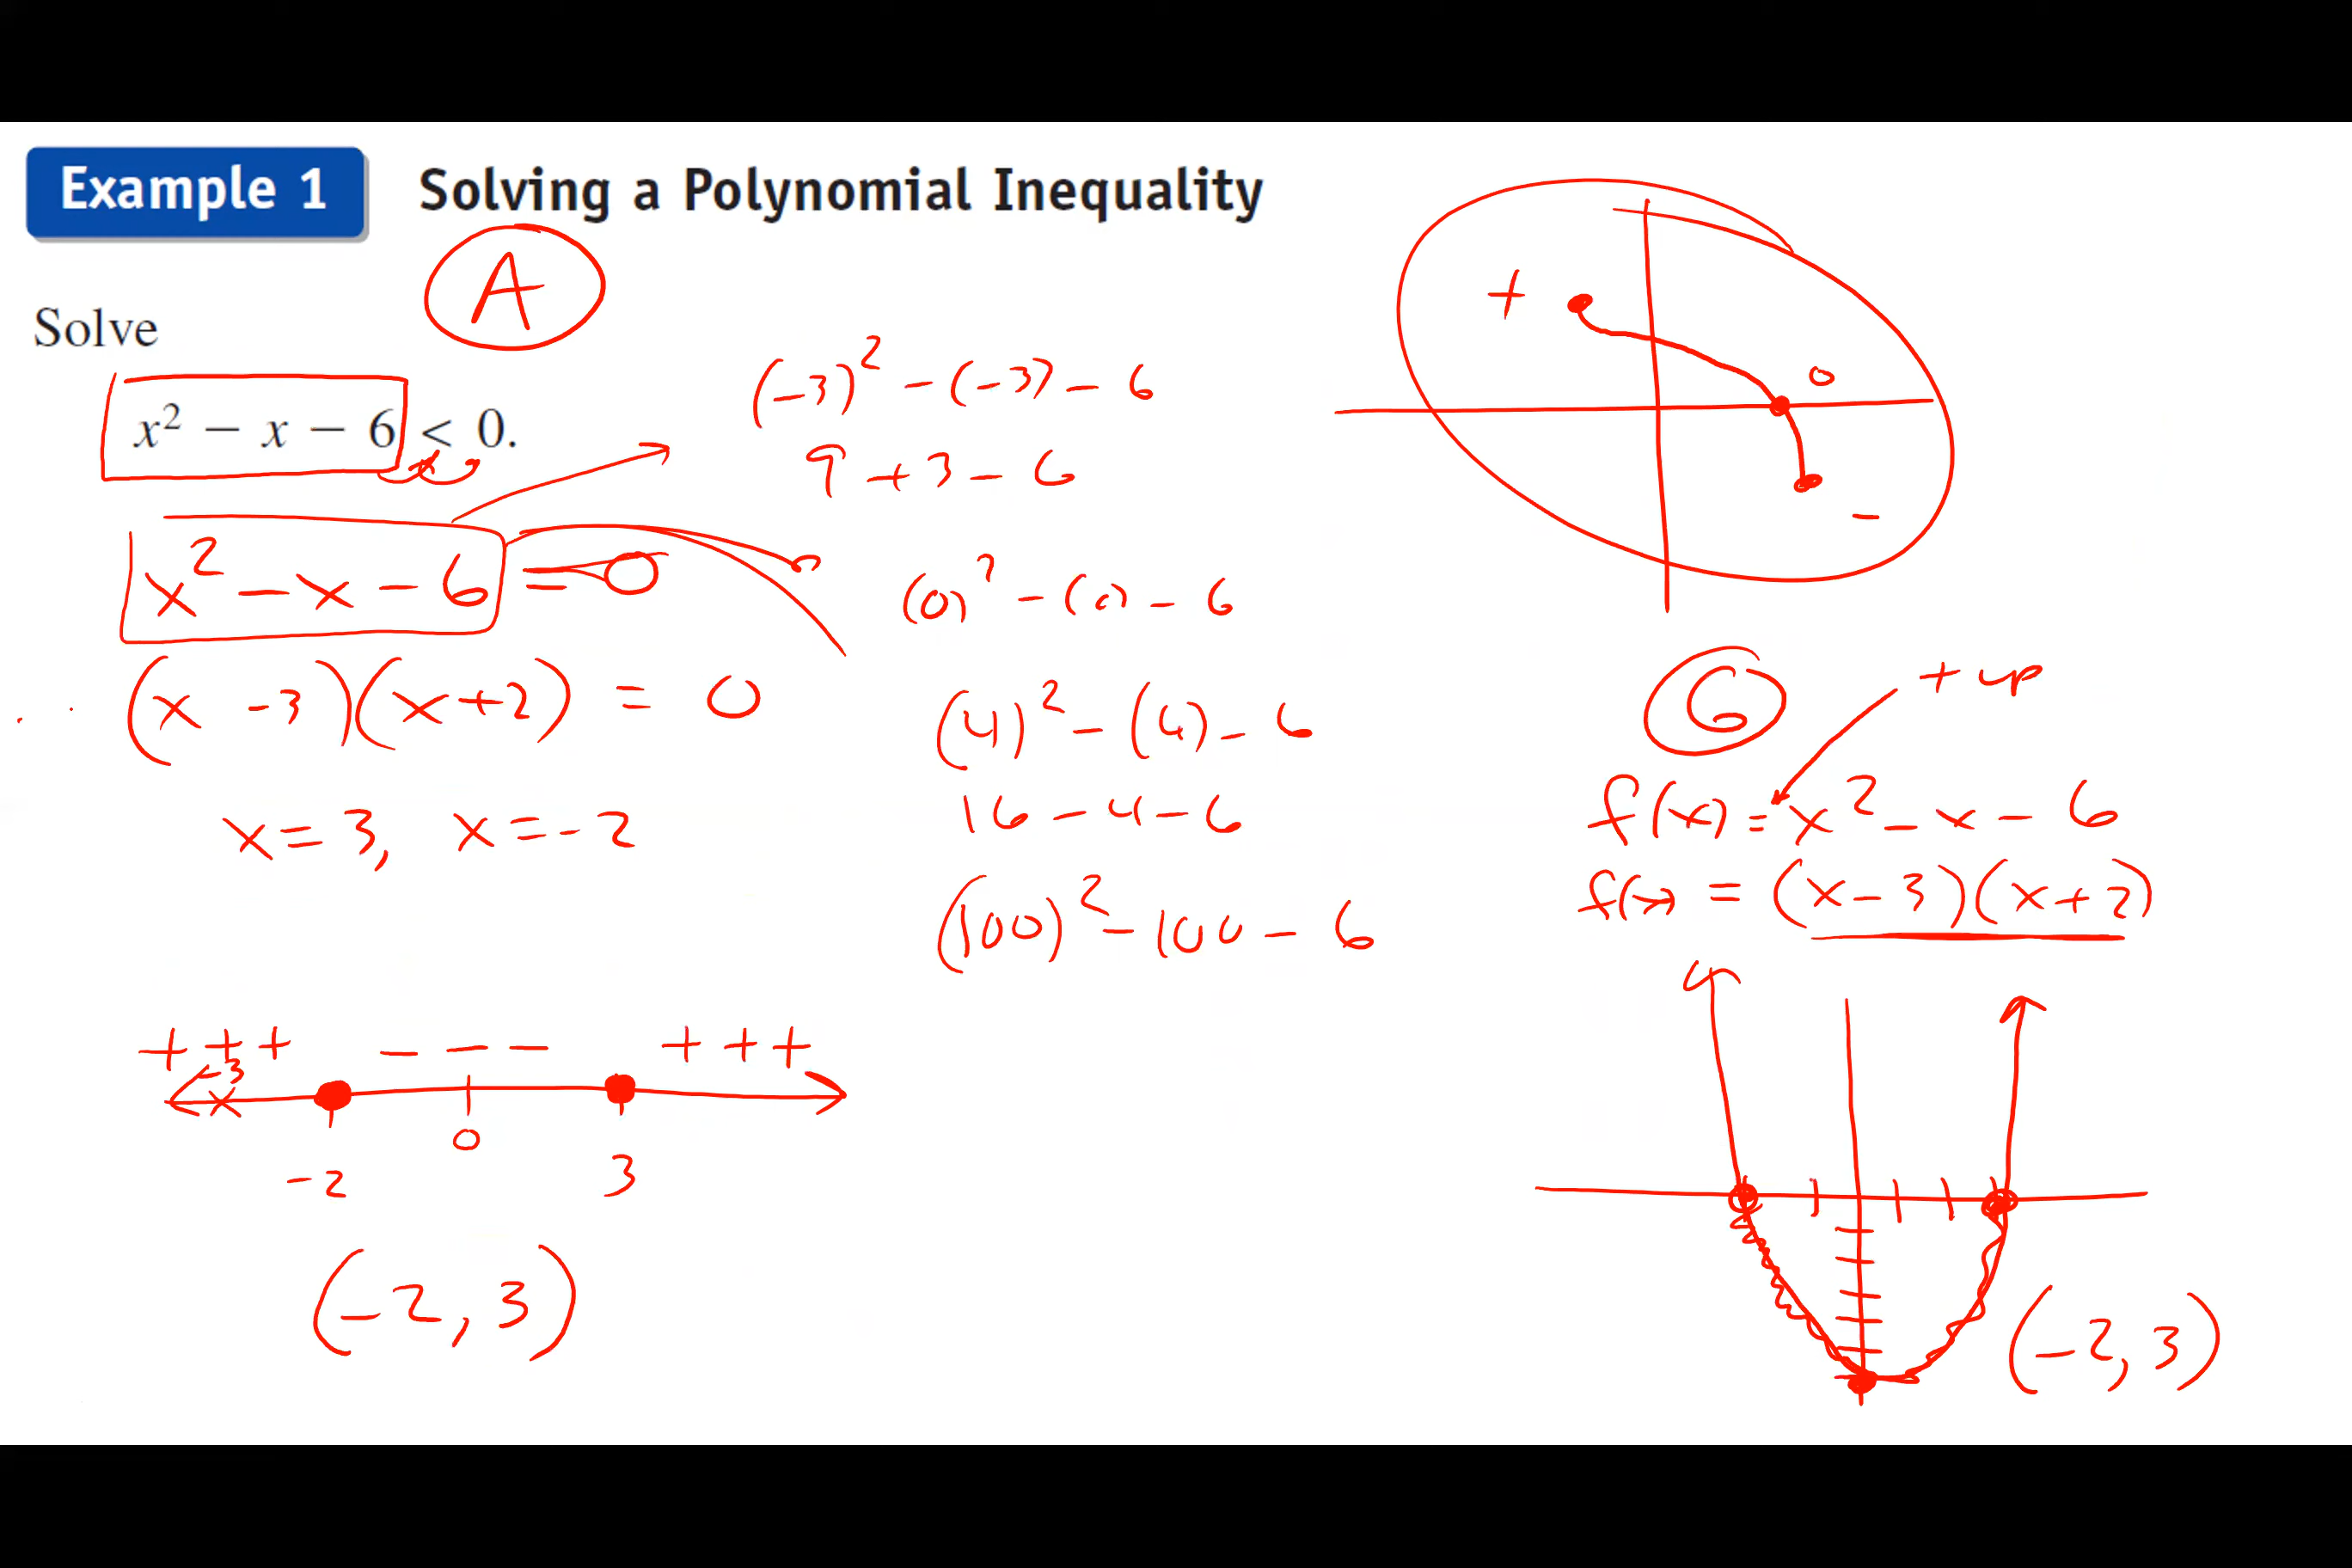 Example 1 Solving a Polynomial Inequality
A
Solve
x² − x − 6 < 0.
x² − x − 6 = 0
(x − 3)(x + 2) = 0
x = 3, x = −2
+ + + − − − + + +
−3
−2 0 3
(−2, 3)
(−3)² − (−3) − 6
9 + 3 − 6
(0)² − (0) − 6
(4)² − (4) − 6
16 − 4 − 6
(100)² − 100 − 6
+
0
−
G
+ up
f(x) = x² − x − 6
f(x) = (x − 3)(x + 2)
(−2, 3)